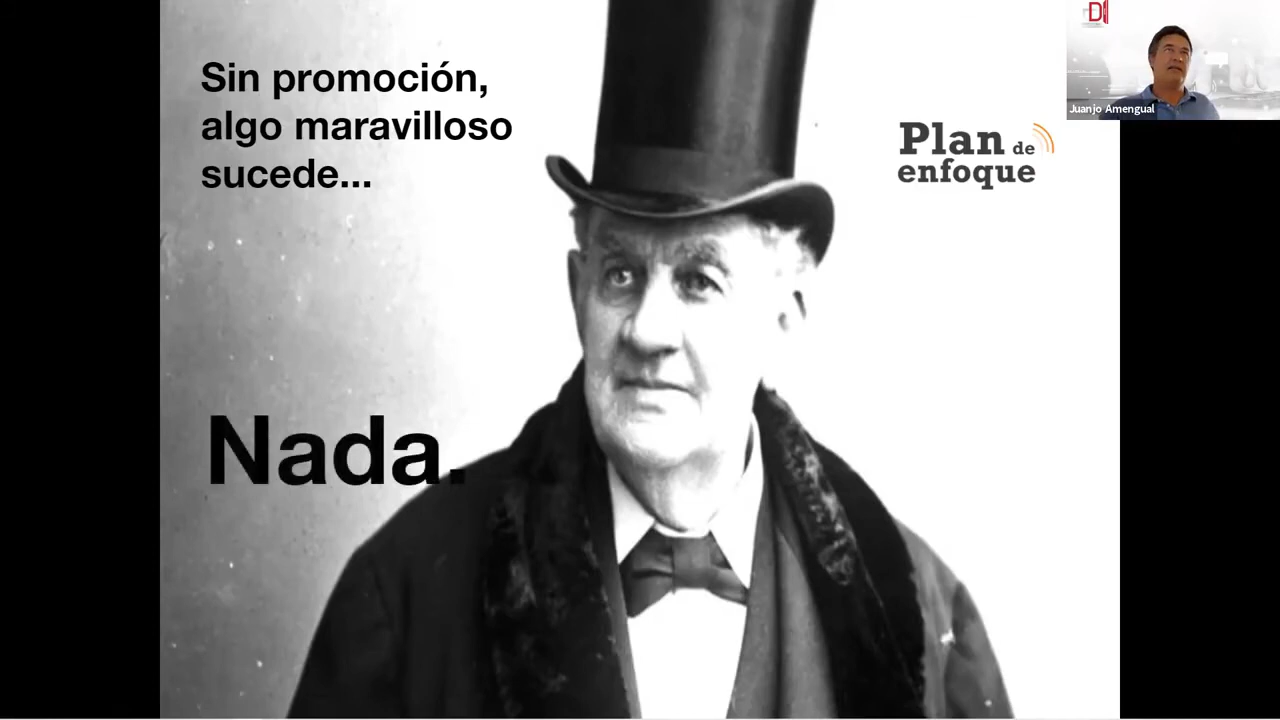 Sin promoción,
algo maravilloso
sucede...
Nada.
Plan de
enfoque
D
Juanjo Amengual